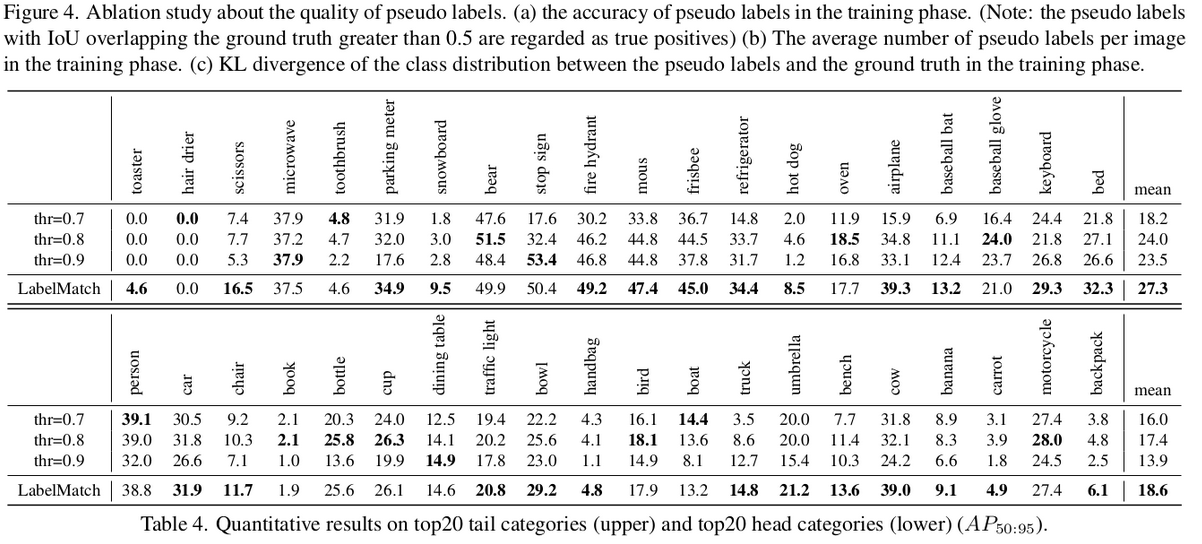 Figure 4. Ablation study about the quality of pseudo labels. (a) the accuracy of pseudo labels in the training phase. (Note: the pseudo labels
with IoU overlapping the ground truth greater than 0.5 are regarded as true positives) (b) The average number of pseudo labels per image
in the training phase. (c) KL divergence of the class distribution between the pseudo labels and the ground truth in the training phase.
toaster hair drier scissors microwave toothbrush parking meter snowboard bear stop sign fire hydrant mous frisbee refrigerator hot dog oven airplane baseball bat baseball glove keyboard bed mean
thr=0.7 0.0 0.0 7.4 37.9 4.8 31.9 1.8 47.6 17.6 30.2 33.8 36.7 14.8 2.0 11.9 15.9 6.9 16.4 24.4 21.8 18.2
thr=0.8 0.0 0.0 7.7 37.2 4.7 32.0 3.0 51.5 32.4 46.2 44.8 44.5 33.7 4.6 18.5 34.8 11.1 24.0 21.8 27.1 24.0
thr=0.9 0.0 0.0 5.3 37.9 2.2 17.6 2.8 48.4 53.4 46.8 44.8 37.8 31.7 1.2 16.8 33.1 12.4 23.7 26.8 26.6 23.5
LabelMatch 4.6 0.0 16.5 37.5 4.6 34.9 9.5 49.9 50.4 49.2 47.4 45.0 34.4 8.5 17.7 39.3 13.2 21.0 29.3 32.3 27.3
person car chair book bottle cup dining table traffic light bowl handbag bird boat truck umbrella bench cow banana carrot motorcycle backpack mean
thr=0.7 39.1 30.5 9.2 2.1 20.3 24.0 12.5 19.4 22.2 4.3 16.1 14.4 3.5 20.0 7.7 31.8 8.9 3.1 27.4 3.8 16.0
thr=0.8 39.0 31.8 10.3 2.1 25.8 26.3 14.1 20.2 25.6 4.1 18.1 13.6 8.6 20.0 11.4 32.1 8.3 3.9 28.0 4.8 17.4
thr=0.9 32.0 26.6 7.1 1.0 13.6 19.9 14.9 17.8 23.0 1.1 14.9 8.1 12.7 15.4 10.3 24.2 6.6 1.8 24.5 2.5 13.9
LabelMatch 38.8 31.9 11.7 1.9 25.6 26.1 14.6 20.8 29.2 4.8 17.9 13.2 14.8 21.2 13.6 39.0 9.1 4.9 27.4 6.1 18.6
Table 4. Quantitative results on top20 tail categories (upper) and top20 head categories (lower) (AP50:95).